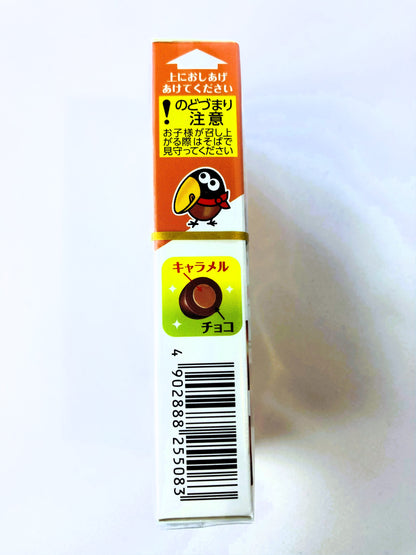 上におしあげ
あけてください
!
のどづまり
注意
お子様が召し上
がる際はそばで
見守ってください
キャラメル
チョコ
4 902888 255083